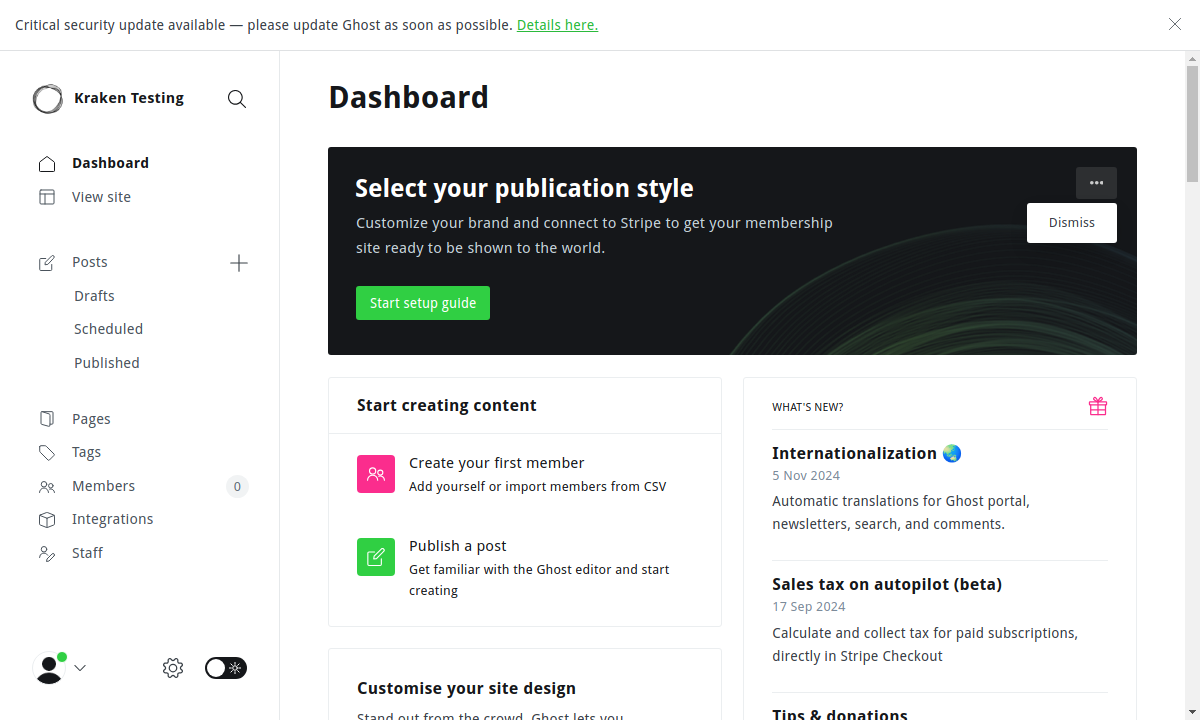 Critical security update available — please update Ghost as soon as possible. Details here.
Kraken Testing
Dashboard
View site
Posts
Drafts
Scheduled
Published
Pages
Tags
Members
0
Integrations
Staff
Dashboard
Select your publication style
Customize your brand and connect to Stripe to get your membership
site ready to be shown to the world.
Start setup guide
Dismiss
Start creating content
Create your first member
Add yourself or import members from CSV
Publish a post
Get familiar with the Ghost editor and start
creating
Customise your site design
Stand out from the crowd. Ghost lets you
WHAT'S NEW?
Internationalization 🌏
5 Nov 2024
Automatic translations for Ghost portal,
newsletters, search, and comments.
Sales tax on autopilot (beta)
17 Sep 2024
Calculate and collect tax for paid subscriptions,
directly in Stripe Checkout
Tips & donations